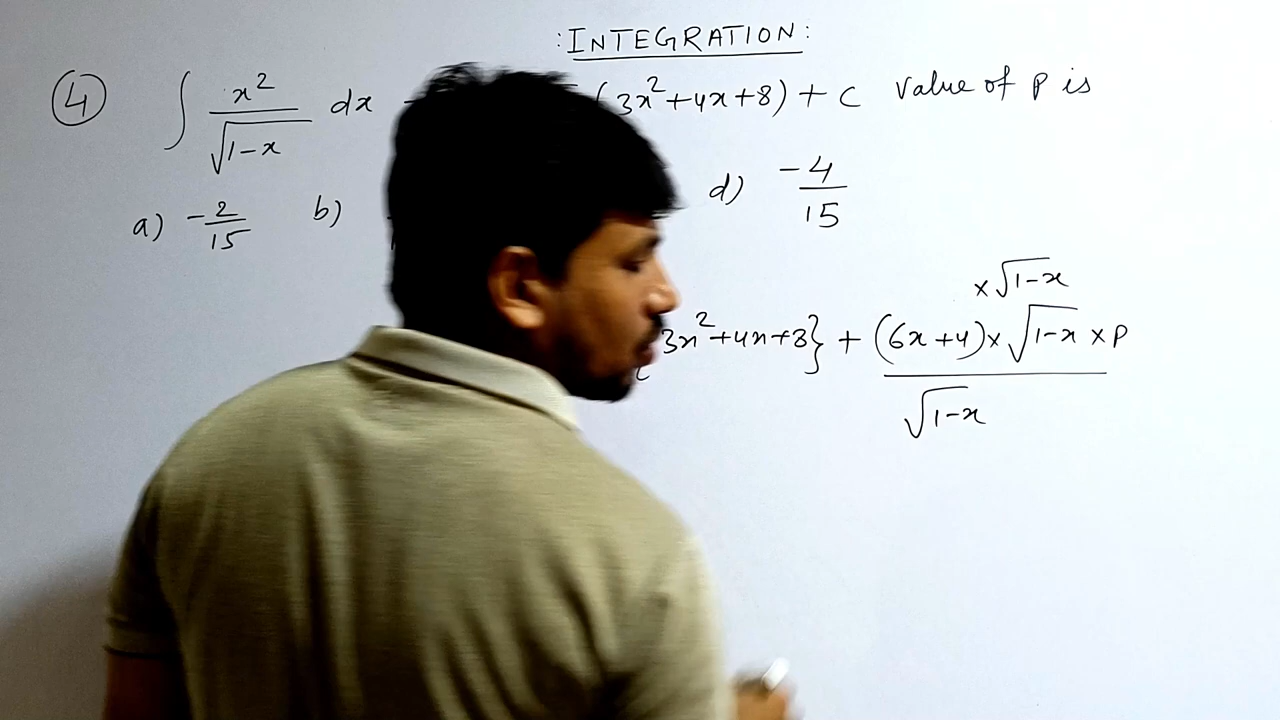 : INTEGRATION :
④ ∫ x² / √1-x dx (3x²+4x+8) + C Value of P is
a) -2/15 b) d) -4/15
×√1-x
{3x²+4x+8} + (6x+4)×√1-x ×P
√1-x